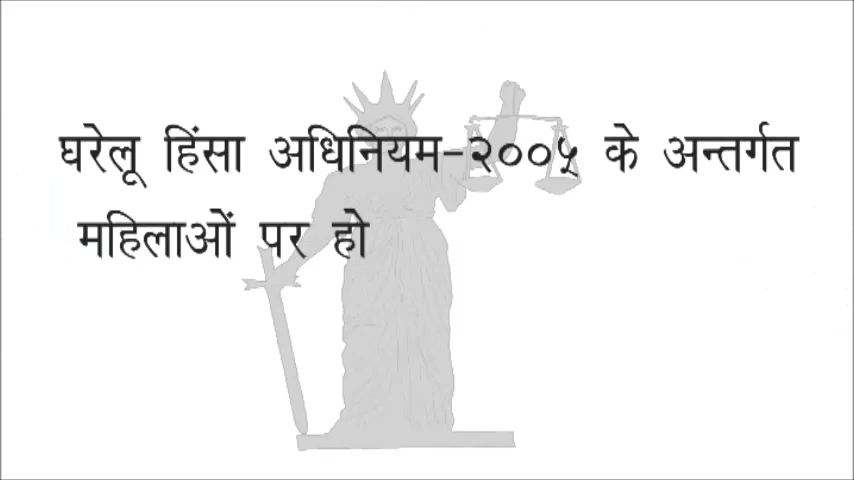 घरेलू हिंसा अधिनियम-२००५ के अन्तर्गत
महिलाओं पर हो